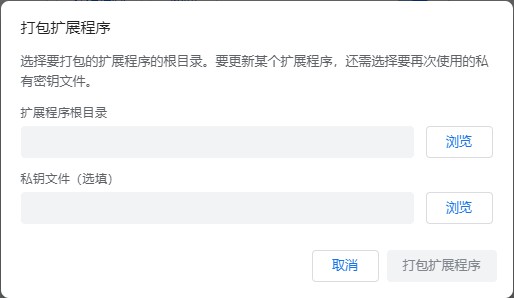 打包扩展程序
选择要打包的扩展程序的根目录。要更新某个扩展程序，还需选择要再次使用的私
有密钥文件。
扩展程序根目录
浏览
私钥文件（选填）
浏览
取消
打包扩展程序